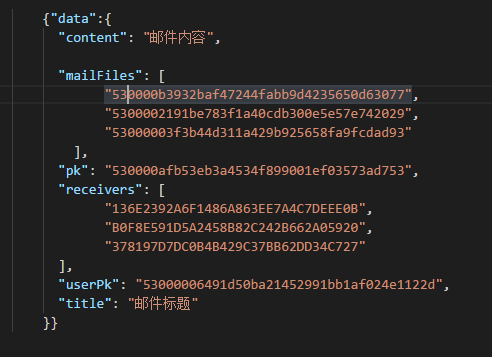 {"data":{
"content": "邮件内容",
"mailFiles": [
"530000b3932baf47244fabb9d4235650d63077",
"5300002191be783f1a40cdb300e5e57e742029",
"53000003f3b44d311a429b925658fa9fcdad93"
],
"pk": "530000afb53eb3a4534f899001ef03573ad753",
"receivers": [
"136E2392A6F1486A863EE7A4C7DEEE0B",
"B0F8E591D5A2458B82C242B662A05920",
"378197D7DC0B4B429C37BB62DD34C727"
],
"userPk": "53000006491d50ba21452991bb1af024e1122d",
"title": "邮件标题"
}}